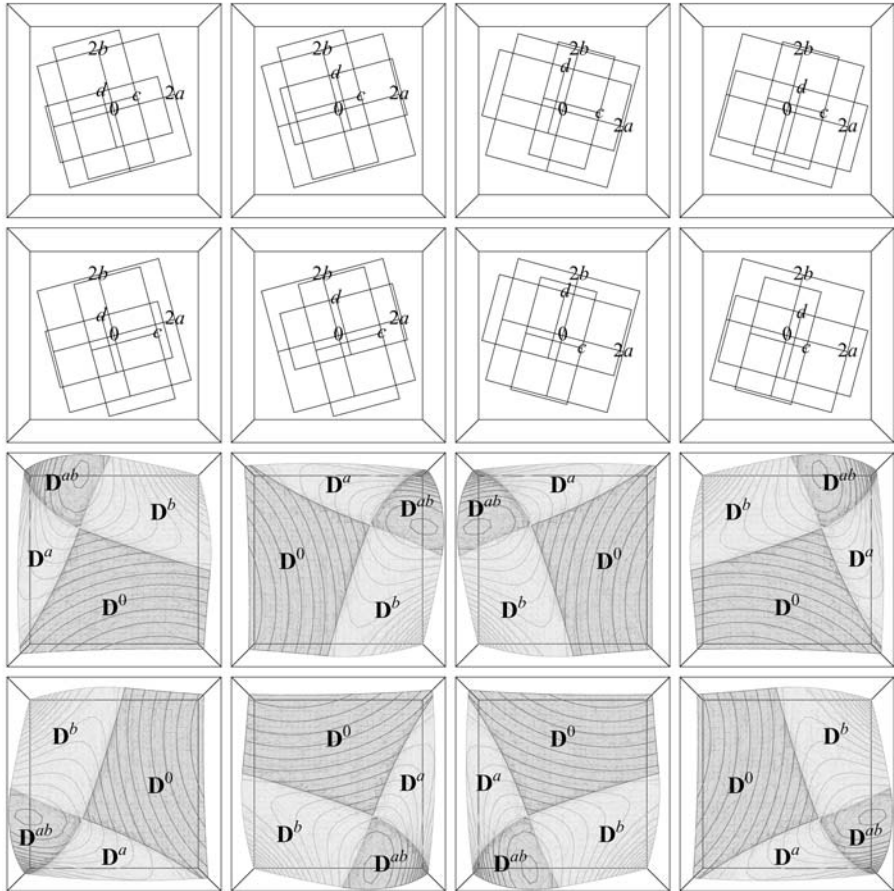 2b 2b 2b 2b
d c 2a d c 2a d c 2a d c 2a
0 0 0 0
2b 2b 2b 2b
d c 2a d c 2a d c 2a d c 2a
0 0 0 0
D^ab D^b D^a D^ab D^ab D^a D^ab D^b
D^a D^0 D^0 D^b D^b D^0 D^0 D^a
D^b D^0 D^0 D^a D^a D^0 D^0 D^b
D^ab D^a D^b D^ab D^ab D^b D^a D^ab